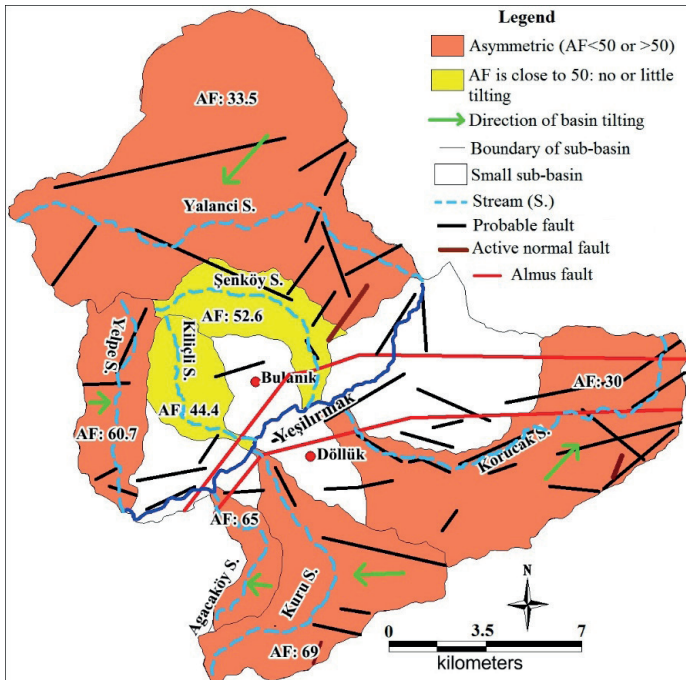 Legend
Asymmetric (AF<50 or >50)
AF is close to 50: no or little
tilting
Direction of basin tilting
Boundary of sub-basin
Small sub-basin
Stream (S.)
Probable fault
Active normal fault
Almus fault
AF: 33.5
Yalanci S.
Şenköy S.
AF: 52.6
Yelpe S.
Kiliçli S.
Bulanık
AF: 30
AF: 44.4
AF: 60.7
Yeşilırmak
Korucak S.
Döllük
AF: 65
Agacaköy S.
Kuru S.
AF: 69
N
0 3.5 7
kilometers